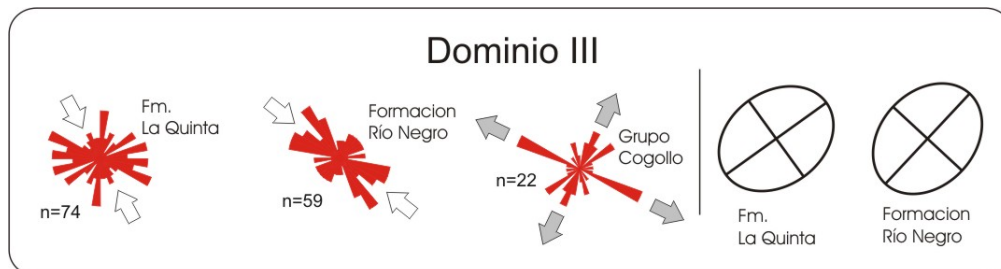 Dominio III
Fm.
La Quinta
n=74
Formacion
Río Negro
n=59
Grupo
Cogollo
n=22
Fm.
La Quinta
Formacion
Río Negro